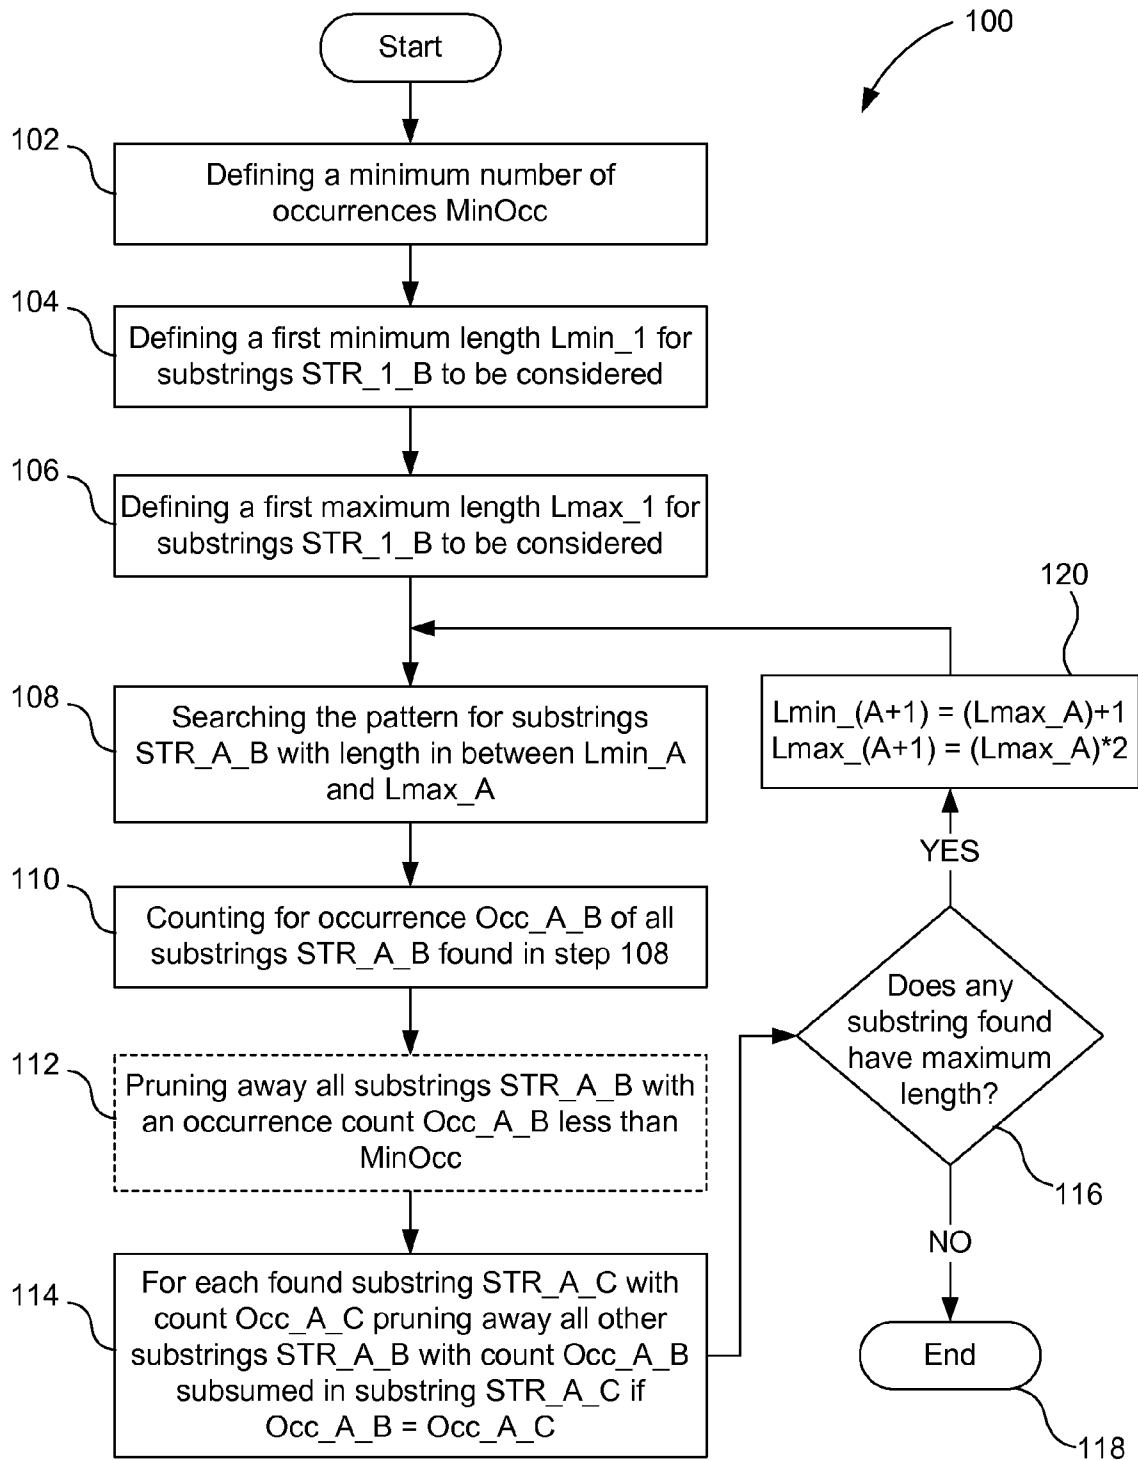 Start
100
102
Defining a minimum number of
occurrences MinOcc
104
Defining a first minimum length Lmin_1 for
substrings STR_1_B to be considered
106
Defining a first maximum length Lmax_1 for
substrings STR_1_B to be considered
120
Lmin_(A+1) = (Lmax_A)+1
Lmax_(A+1) = (Lmax_A)*2
108
Searching the pattern for substrings
STR_A_B with length in between Lmin_A
and Lmax_A
YES
110
Counting for occurrence Occ_A_B of all
substrings STR_A_B found in step 108
Does any
substring found
have maximum
length?
116
112
Pruning away all substrings STR_A_B with
an occurrence count Occ_A_B less than
MinOcc
NO
114
For each found substring STR_A_C with
count Occ_A_C pruning away all other
substrings STR_A_B with count Occ_A_B
subsumed in substring STR_A_C if
Occ_A_B = Occ_A_C
End
118